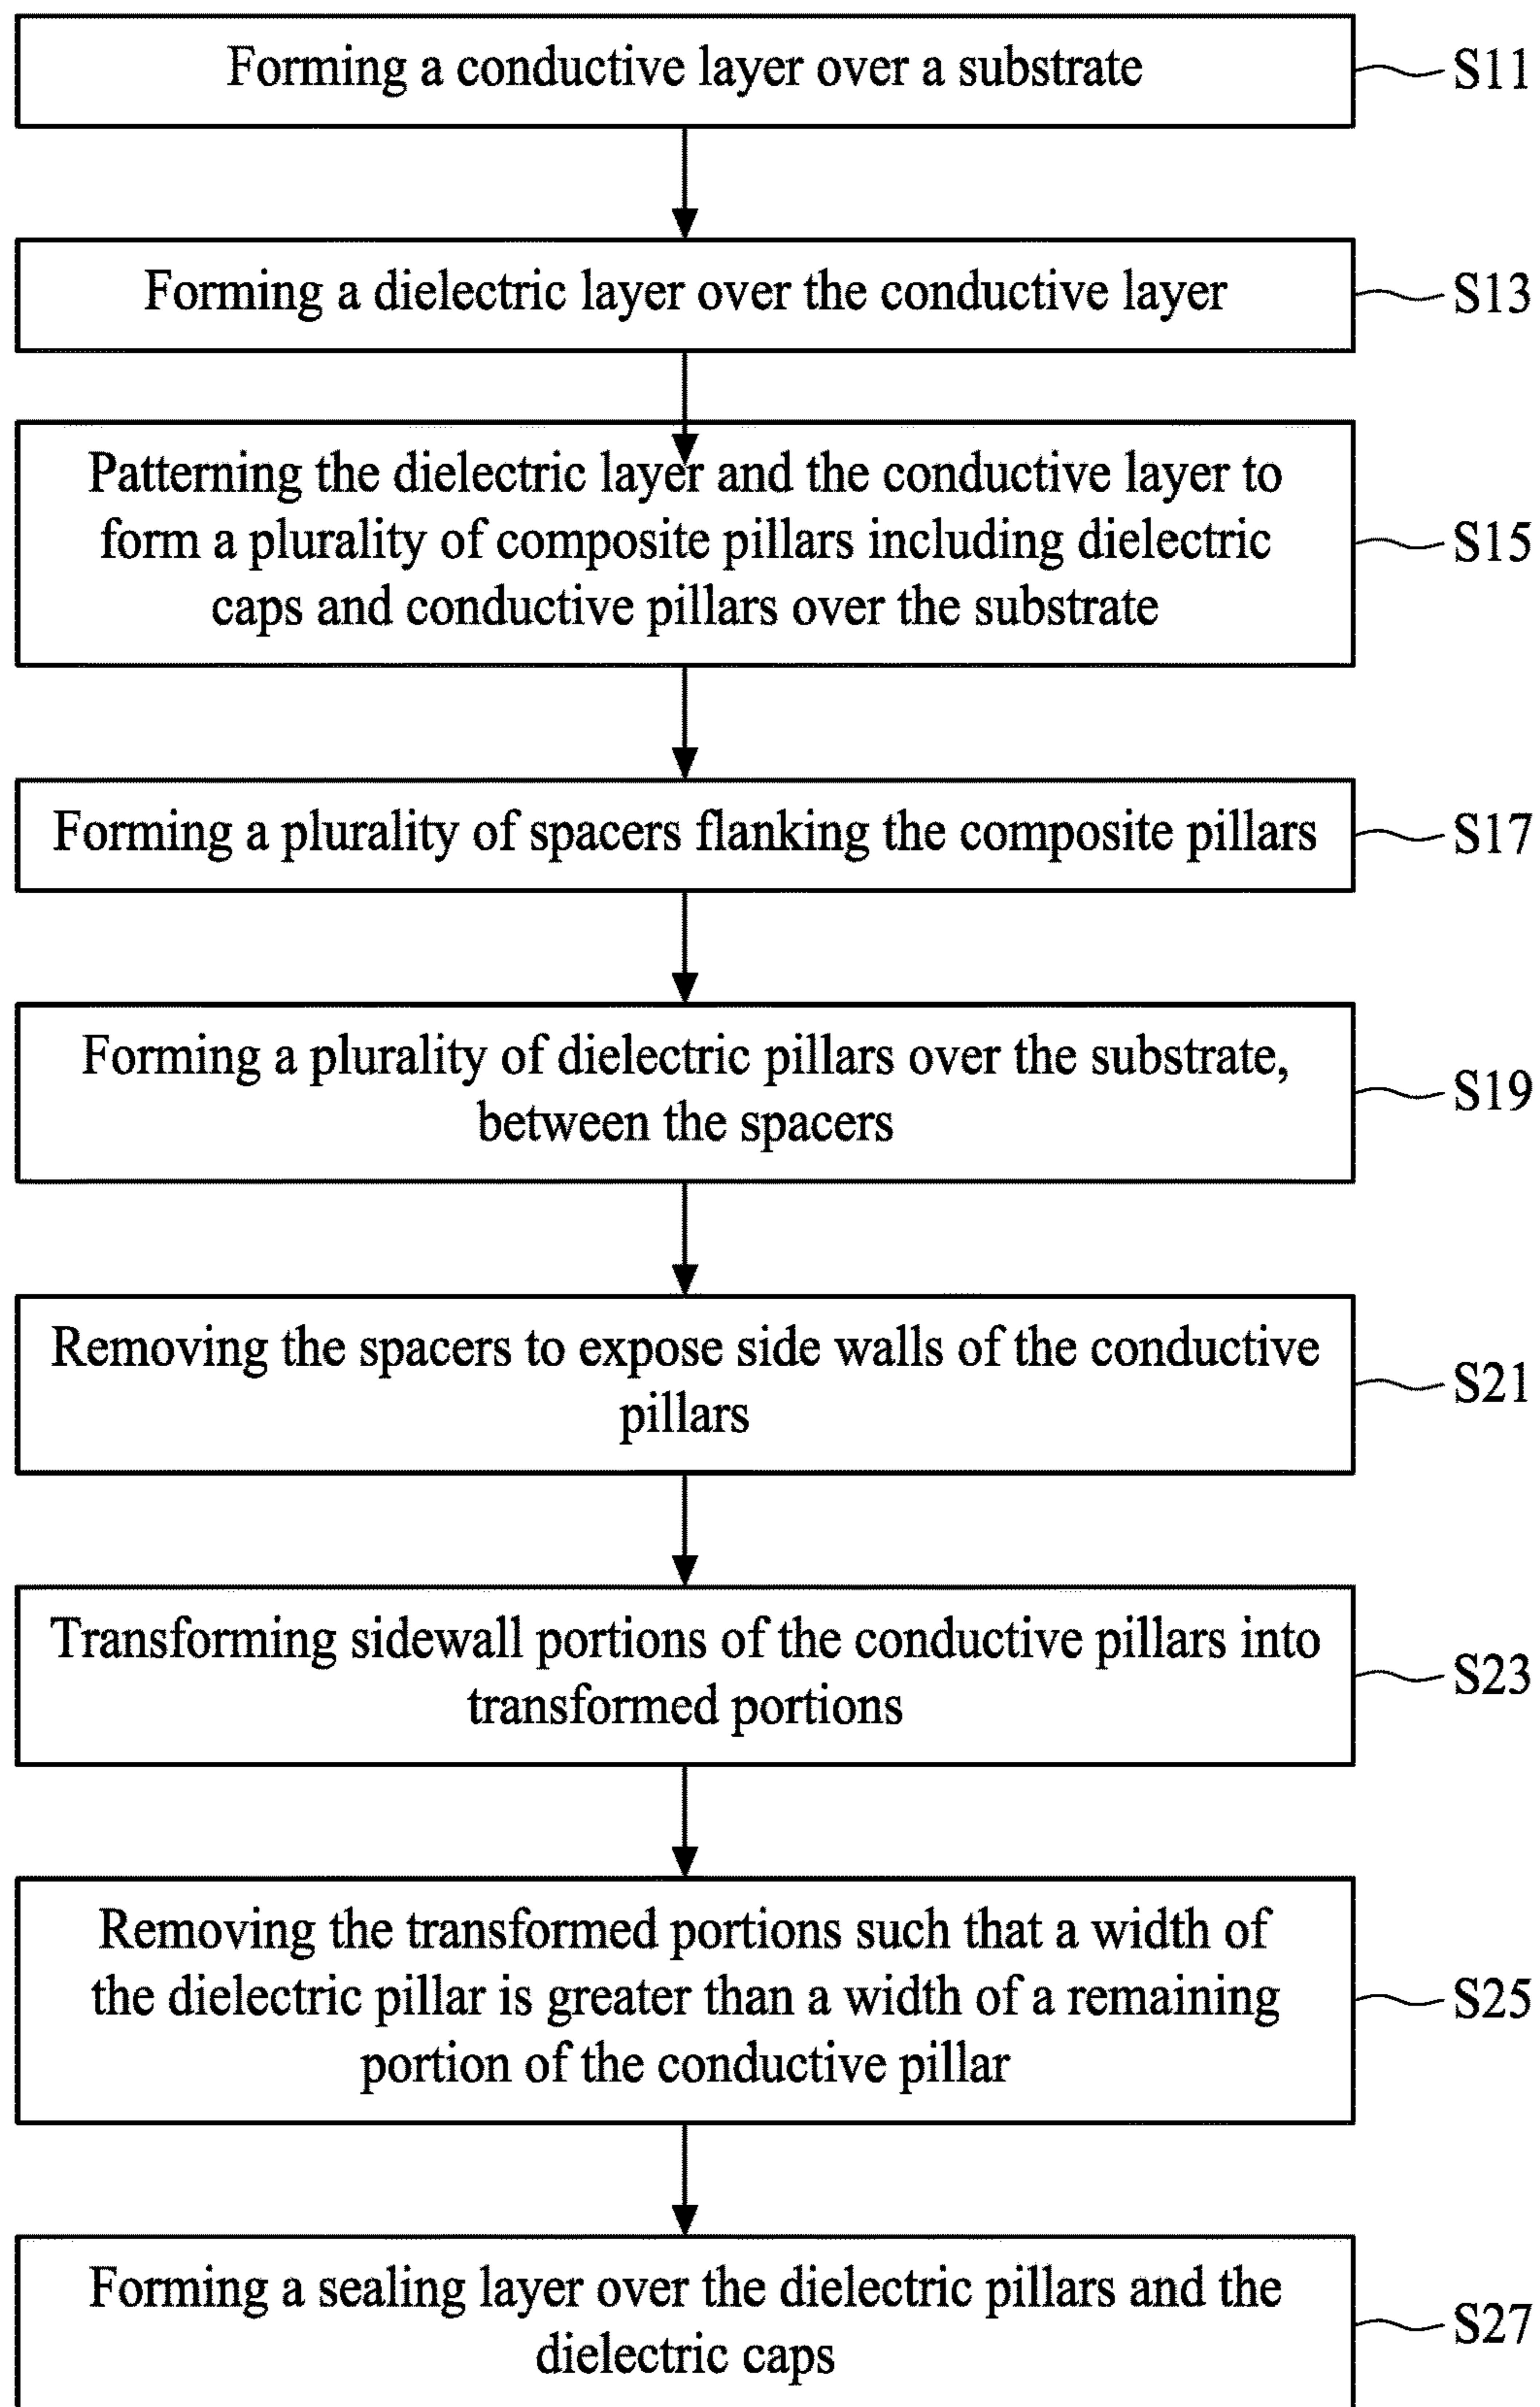 Forming a conductive layer over a substrate
S11
Forming a dielectric layer over the conductive layer
S13
Patterning the dielectric layer and the conductive layer to
form a plurality of composite pillars including dielectric
caps and conductive pillars over the substrate
S15
Forming a plurality of spacers flanking the composite pillars
S17
Forming a plurality of dielectric pillars over the substrate,
between the spacers
S19
Removing the spacers to expose side walls of the conductive
pillars
S21
Transforming sidewall portions of the conductive pillars into
transformed portions
S23
Removing the transformed portions such that a width of
the dielectric pillar is greater than a width of a remaining
portion of the conductive pillar
S25
Forming a sealing layer over the dielectric pillars and the
dielectric caps
S27